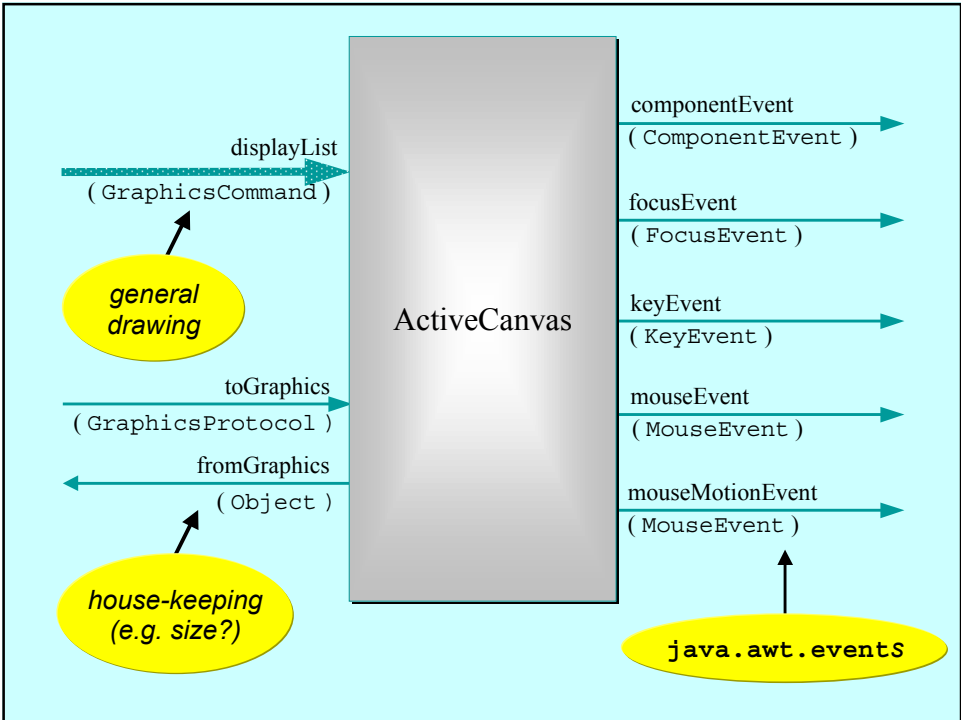 displayList
( GraphicsCommand )
general
drawing
toGraphics
( GraphicsProtocol )
fromGraphics
( Object )
house-keeping
(e.g. size?)
ActiveCanvas
componentEvent
( ComponentEvent )
focusEvent
( FocusEvent )
keyEvent
( KeyEvent )
mouseEvent
( MouseEvent )
mouseMotionEvent
( MouseEvent )
java.awt.events